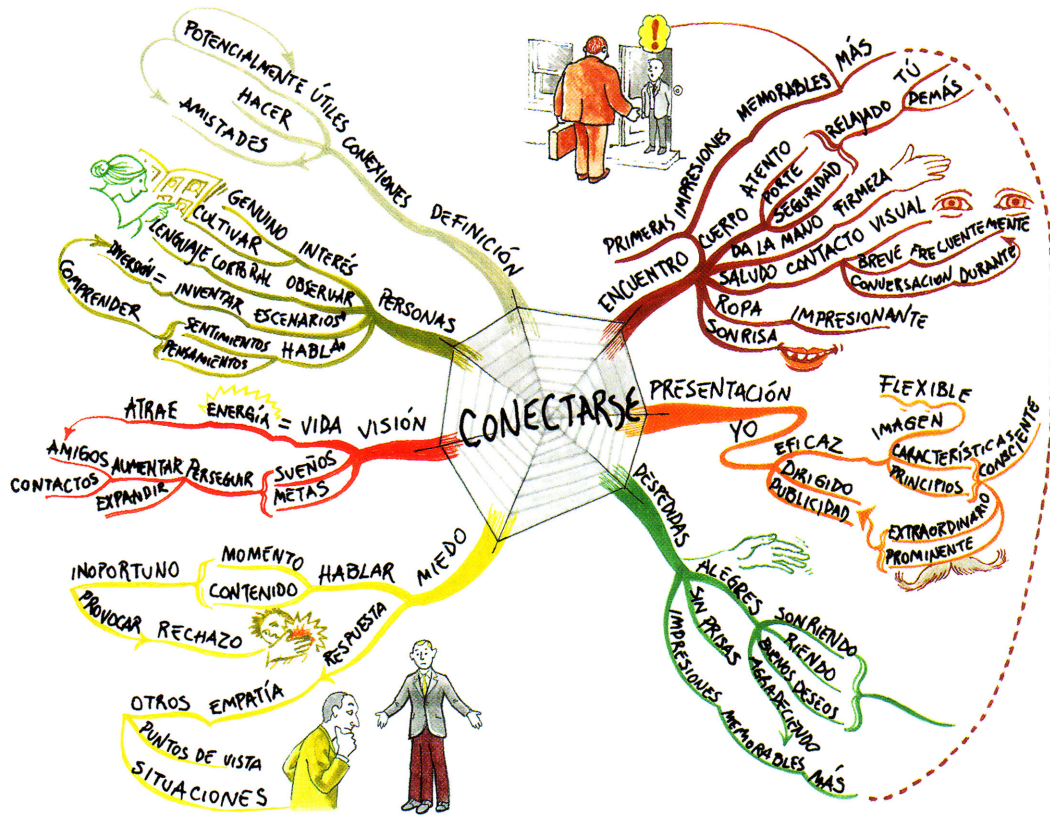 CONECTARSE
DEFINICIÓN
CONEXIONES
POTENCIALMENTE ÚTILES
HACER
AMISTADES
PERSONAS
INTERÉS
GENUINO
CULTIVAR
OBSERVAR
LENGUAJE CORPORAL
ESCENARIOS
INVENTAR
DIVERSIÓN =
HABLA
SENTIMIENTOS
PENSAMIENTOS
COMPRENDER
VISIÓN
ENERGÍA = VIDA
ATRAE
SUEÑOS
METAS
PERSEGUIR
AUMENTAR
AMIGOS
EXPANDIR
CONTACTOS
MIEDO
HABLAR
MOMENTO
CONTENIDO
INOPORTUNO
PROVOCAR RECHAZO
RESPUESTA
EMPATÍA
OTROS
PUNTOS DE VISTA
SITUACIONES
ENCUENTRO
PRIMERAS IMPRESIONES MEMORABLES MÁS
!
CUERPO
ATENTO
PORTE
SEGURIDAD
RELAJADO
TÚ
DEMÁS
DA LA MANO FIRMEZA
SALUDO CONTACTO VISUAL
BREVE FRECUENTEMENTE
CONVERSACION DURANTE
ROPA IMPRESIONANTE
SONRISA
PRESENTACIÓN
YO
EFICAZ
DIRIGIDO
PUBLICIDAD
IMAGEN
FLEXIBLE
CARACTERÍSTICAS
PRINCIPIOS
CONSCIENTE
EXTRAORDINARIO
PROMINENTE
DESPEDIDAS
ALEGRES
SONRIENDO
RIENDO
BUENOS DESEOS
AGRADECIENDO
SIN PRISAS
IMPRESIONES MEMORABLES MÁS